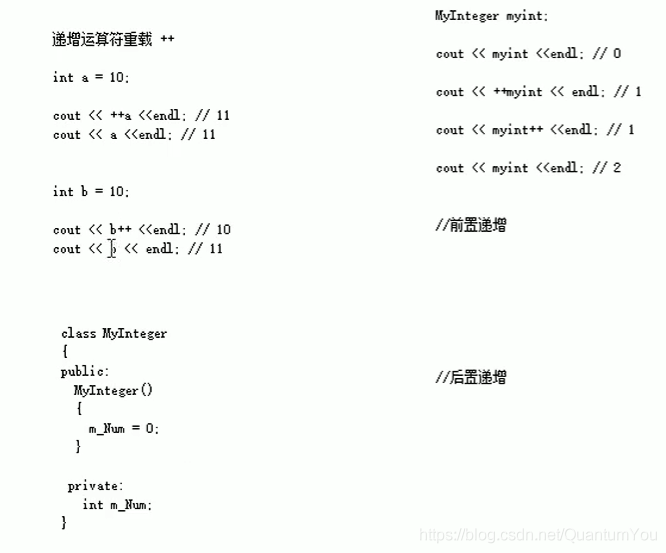 递增运算符重载 ++
int a = 10;
cout << ++a <<endl; // 11
cout << a <<endl; // 11
int b = 10;
cout << b++ <<endl; // 10
cout << << endl; // 11
class MyInteger
{
public:
MyInteger()
{
m_Num = 0;
}
private:
int m_Num;
}
MyInteger myint;
cout << myint <<endl; // 0
cout << ++myint << endl; // 1
cout << myint++ <<endl; // 1
cout << myint <<endl; // 2
//前置递增
//后置递增
https://blog.csdn.net/QuantumYou